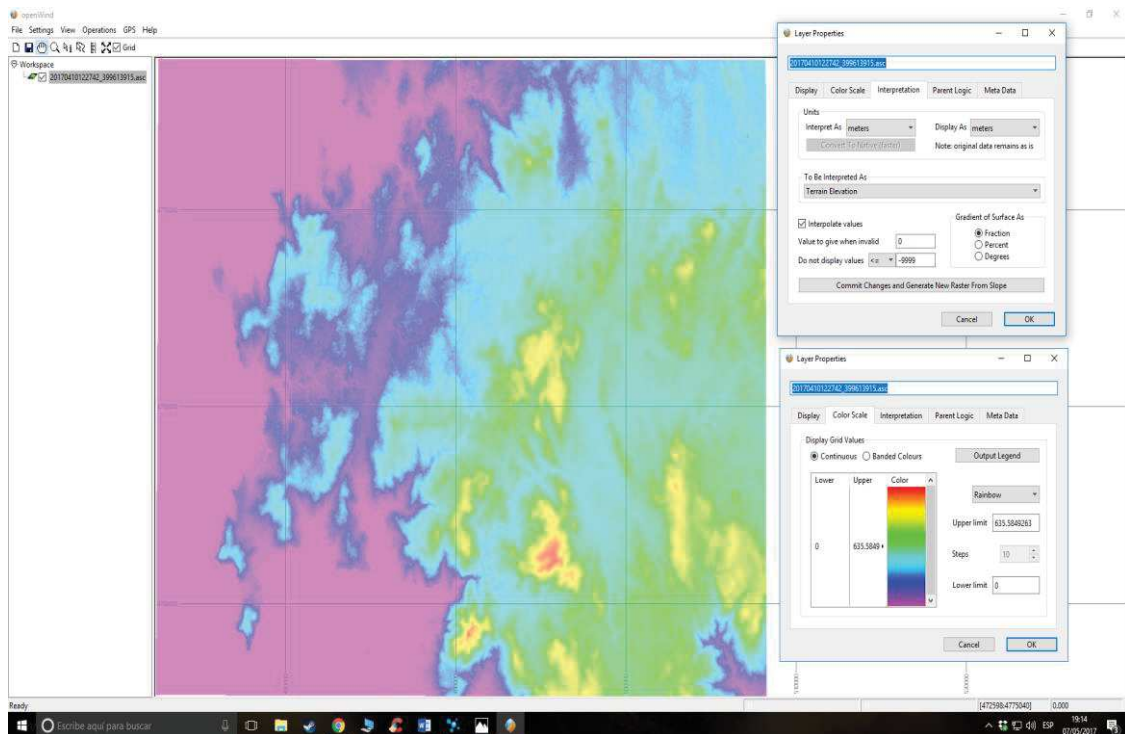 openWind
File Settings View Operations GPS Help
Grid
Workspace
20170410122742_399613915.asc
Layer Properties
20170410122742_399613915.asc
Display Color Scale Interpretation Parent Logic Meta Data
Units
Interpret As meters Display As meters
Convert To Native (faster) Note: original data remains as is
To Be Interpreted As
Terrain Elevation
Interpolate values
Gradient of Surface As
Fraction
Value to give when invalid 0
Percent
Do not display values <= -9999
Degrees
Commit Changes and Generate New Raster From Slope
Cancel OK
Layer Properties
20170410122742_399613915.asc
Display Color Scale Interpretation Parent Logic Meta Data
Display Grid Values
Continuous Banded Colours Output Legend
Lower Upper Color
Rainbow
Upper limit 635.5849263
0 635.5849
Steps 10
Lower limit 0
Cancel OK
Ready [472598:4775040] 0.000
Escribe aquí para buscar
ESP 19:14
07/05/2017